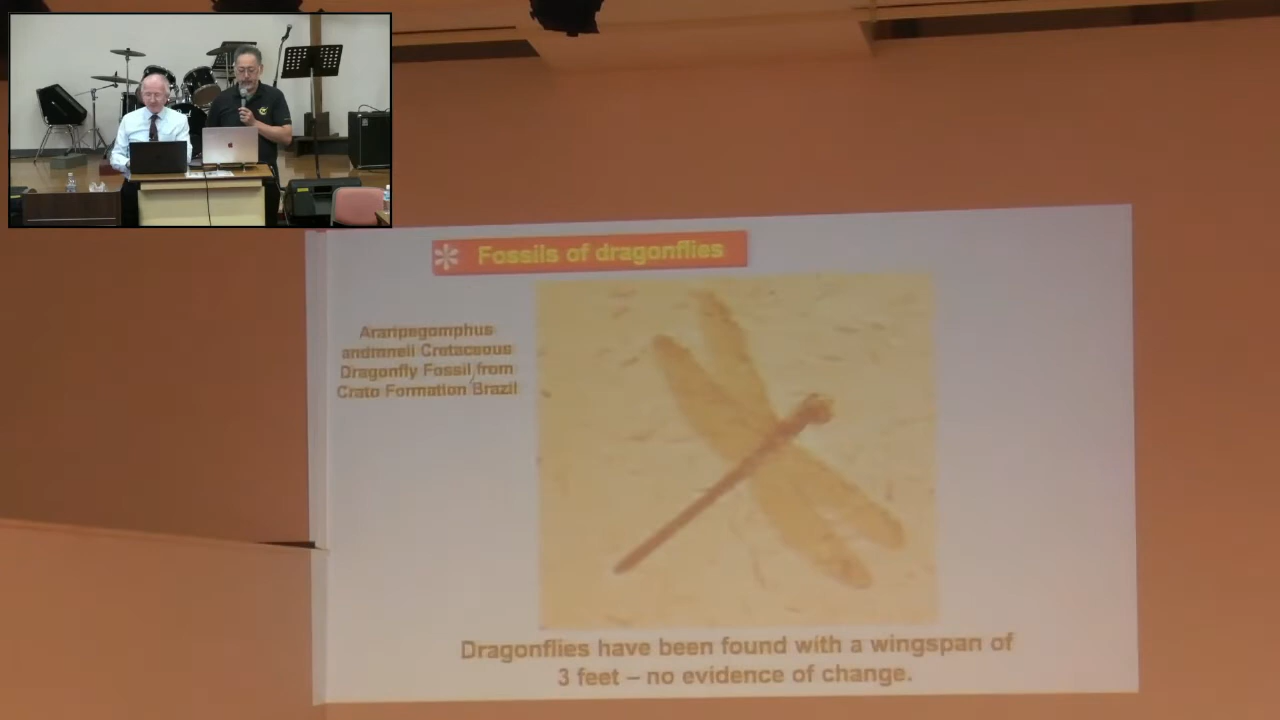 Fossils of dragonflies
Araripegomphus
andreneli Cretaceous
Dragonfly Fossil from
Crato Formation Brazil
Dragonflies have been found with a wingspan of
3 feet – no evidence of change.